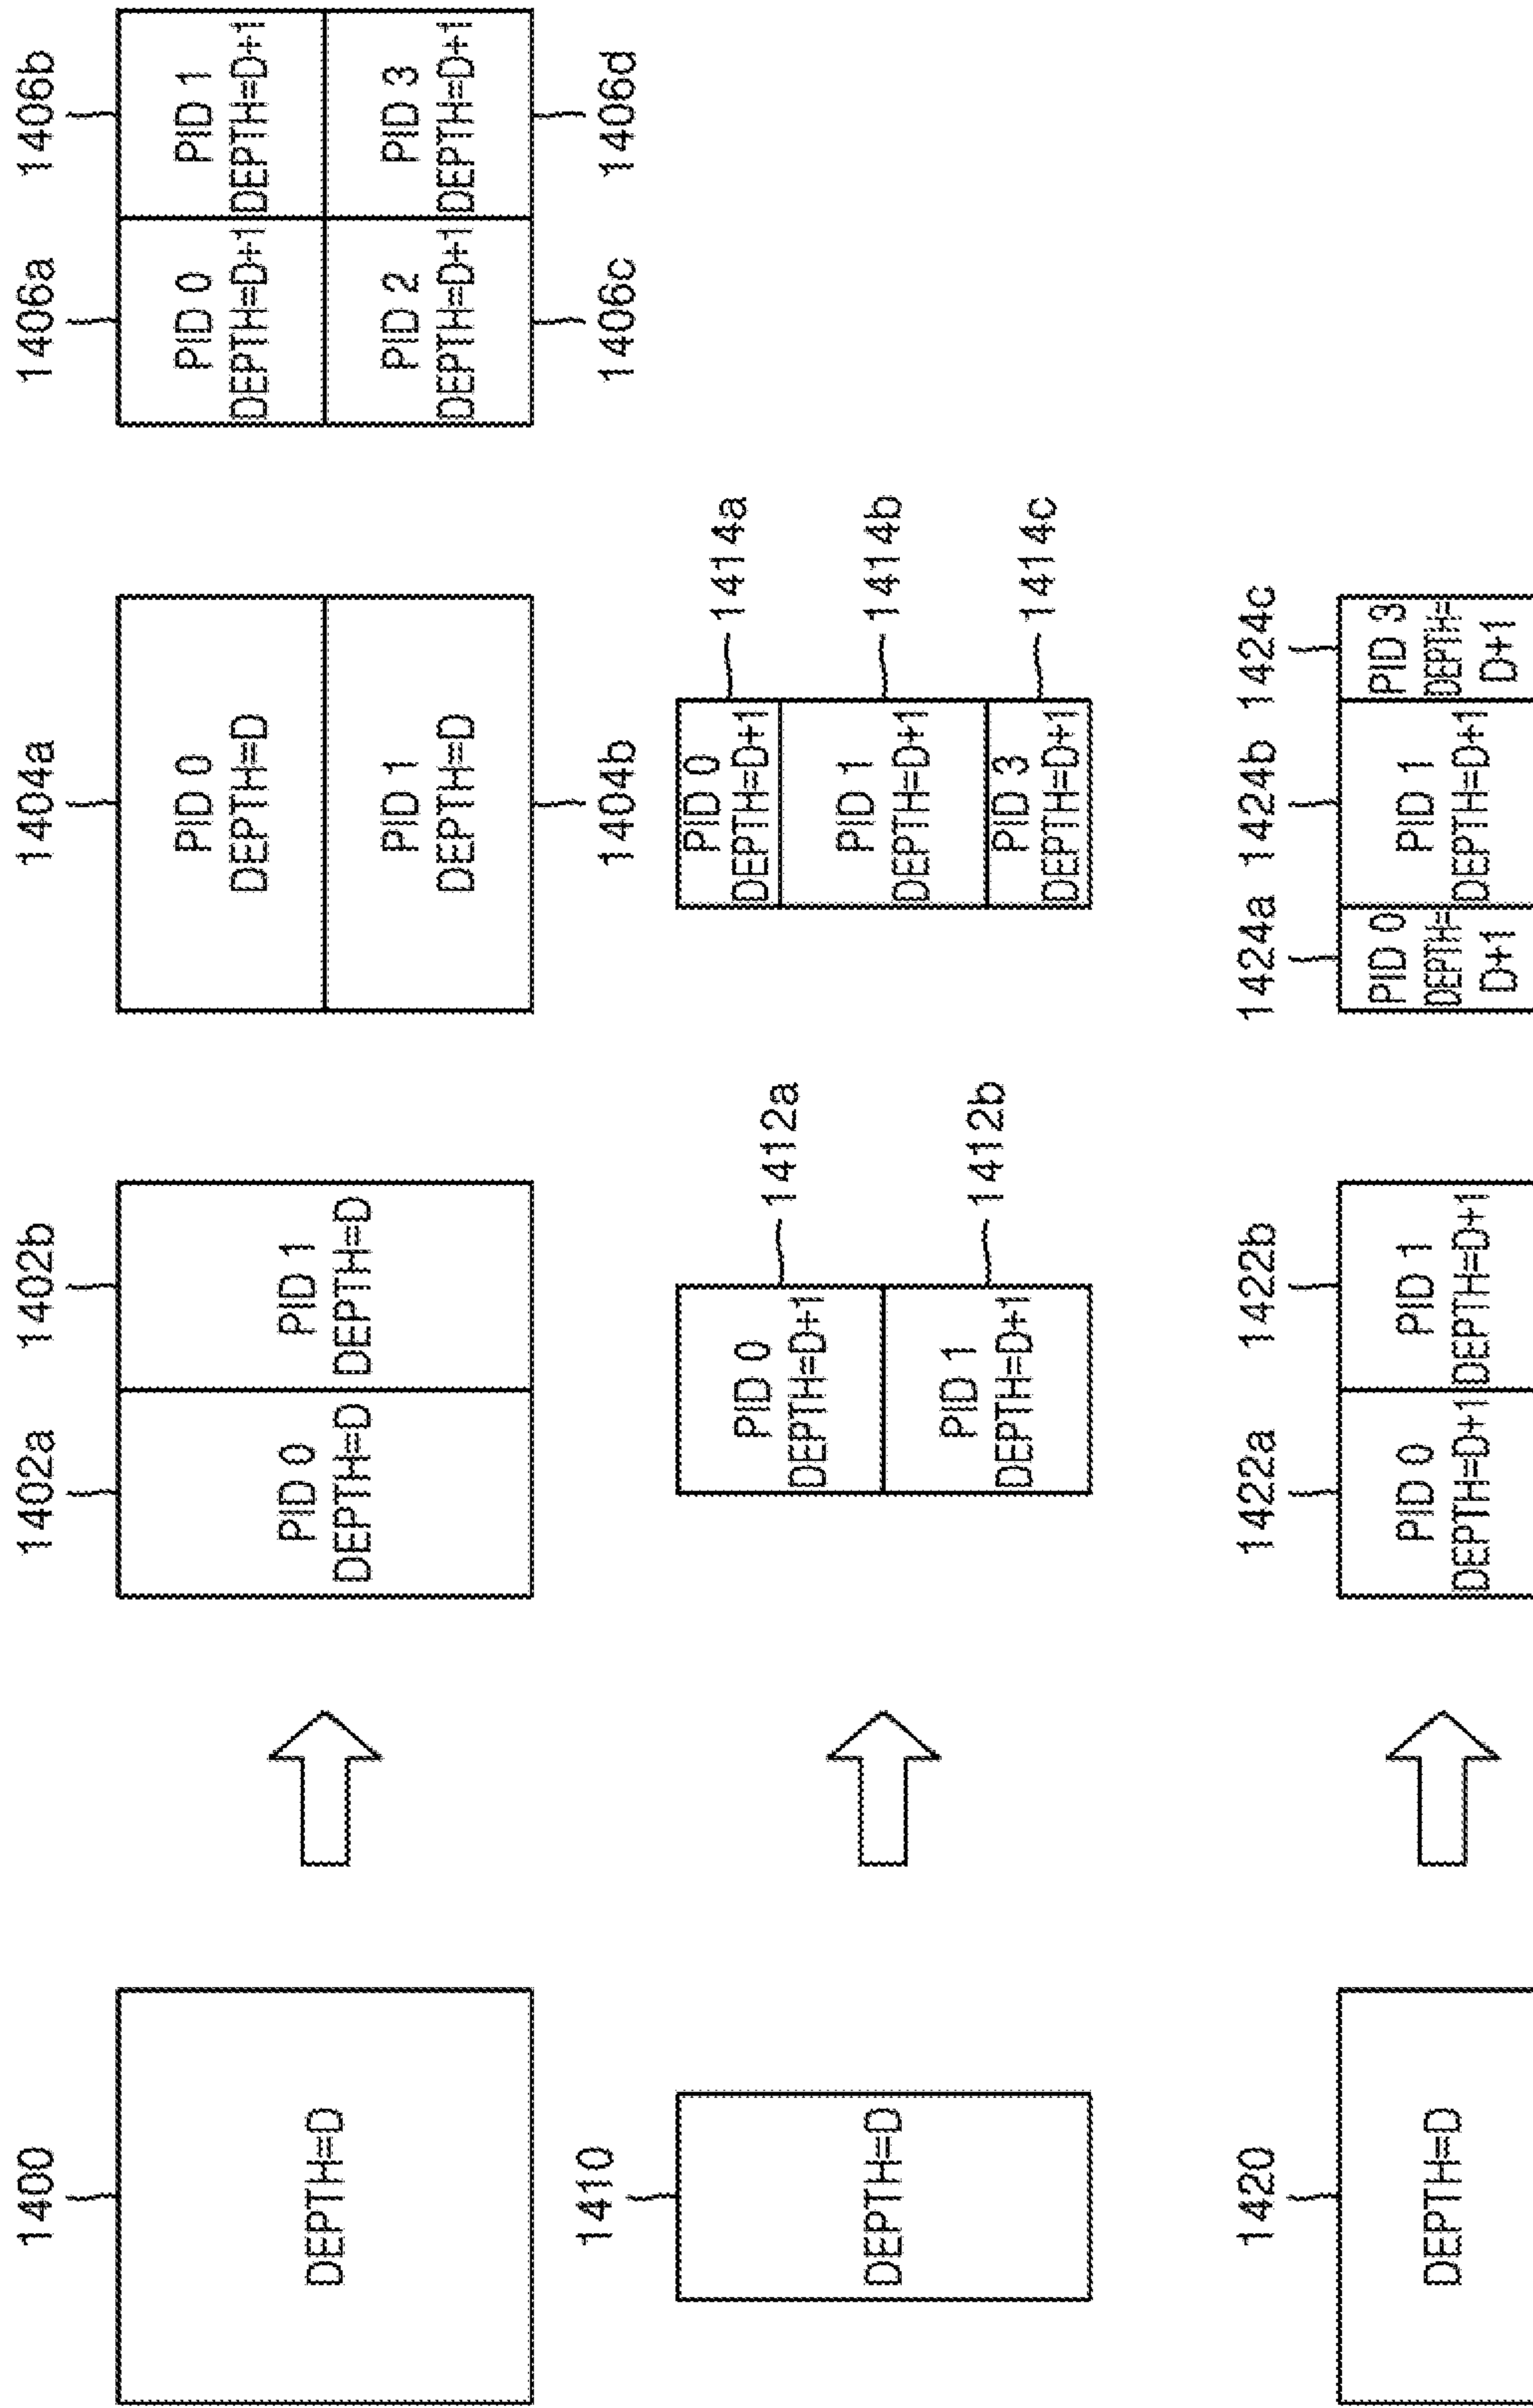 1400
DEPTH=D
1402a
1402b
PID 0
DEPTH=D
PID 1
DEPTH=D
1404a
PID 0
DEPTH=D
PID 1
DEPTH=D
1404b
1406a
1406b
PID 0
DEPTH=D+1
PID 1
DEPTH=D+1
PID 2
DEPTH=D+1
PID 3
DEPTH=D+1
1406c
1406d
1410
DEPTH=D
PID 0
DEPTH=D+1
1412a
PID 1
DEPTH=D+1
1412b
PID 0
DEPTH=D+1
1414a
PID 1
DEPTH=D+1
1414b
PID 3
DEPTH=D+1
1414c
1420
DEPTH=D
1422a
1422b
PID 0
DEPTH=D+1
PID 1
DEPTH=D+1
1424a
1424b
1424c
PID 0
DEPTH=
D+1
PID 1
DEPTH=D+1
PID 3
DEPTH=
D+1